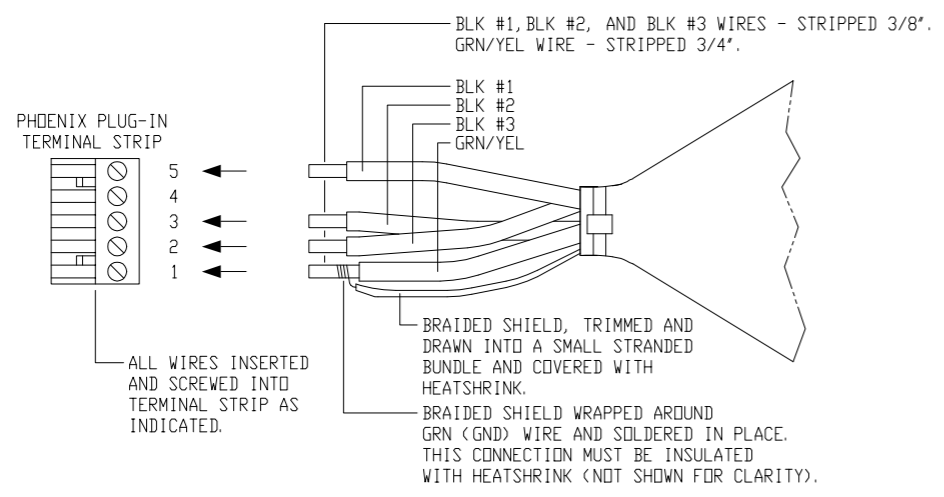 BLK #1, BLK #2, AND BLK #3 WIRES - STRIPPED 3/8".
GRN/YEL WIRE - STRIPPED 3/4".
BLK #1
BLK #2
BLK #3
GRN/YEL
PHOENIX PLUG-IN
TERMINAL STRIP
5
4
3
2
1
BRAIDED SHIELD, TRIMMED AND
DRAWN INTO A SMALL STRANDED
BUNDLE AND COVERED WITH
HEATSHRINK.
ALL WIRES INSERTED
AND SCREWED INTO
TERMINAL STRIP AS
INDICATED.
BRAIDED SHIELD WRAPPED AROUND
GRN (GND) WIRE AND SOLDERED IN PLACE.
THIS CONNECTION MUST BE INSULATED
WITH HEATSHRINK (NOT SHOWN FOR CLARITY).